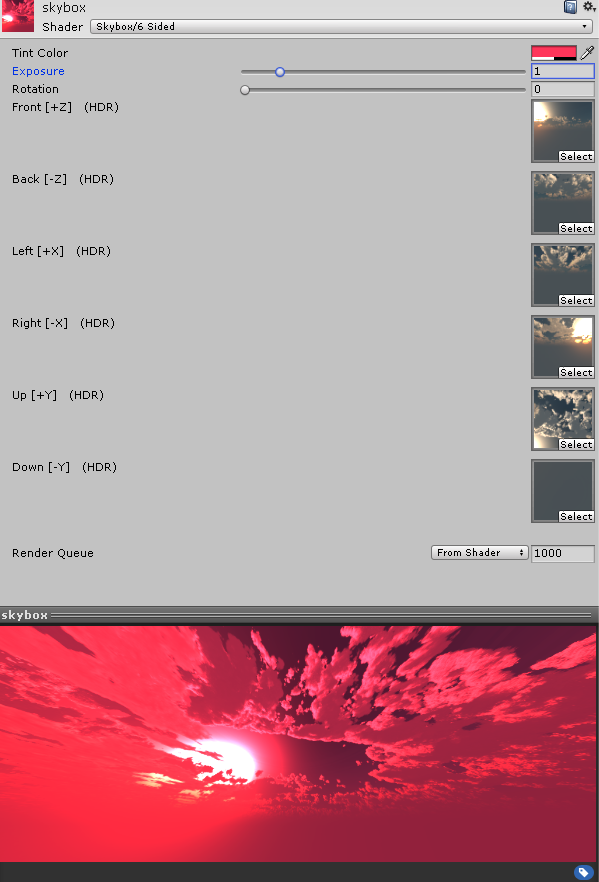 skybox
Shader Skybox/6 Sided
Tint Color
Exposure 1
Rotation 0
Front [+Z] (HDR)
Select
Back [-Z] (HDR)
Select
Left [+X] (HDR)
Select
Right [-X] (HDR)
Select
Up [+Y] (HDR)
Select
Down [-Y] (HDR)
Select
Render Queue From Shader 1000
skybox